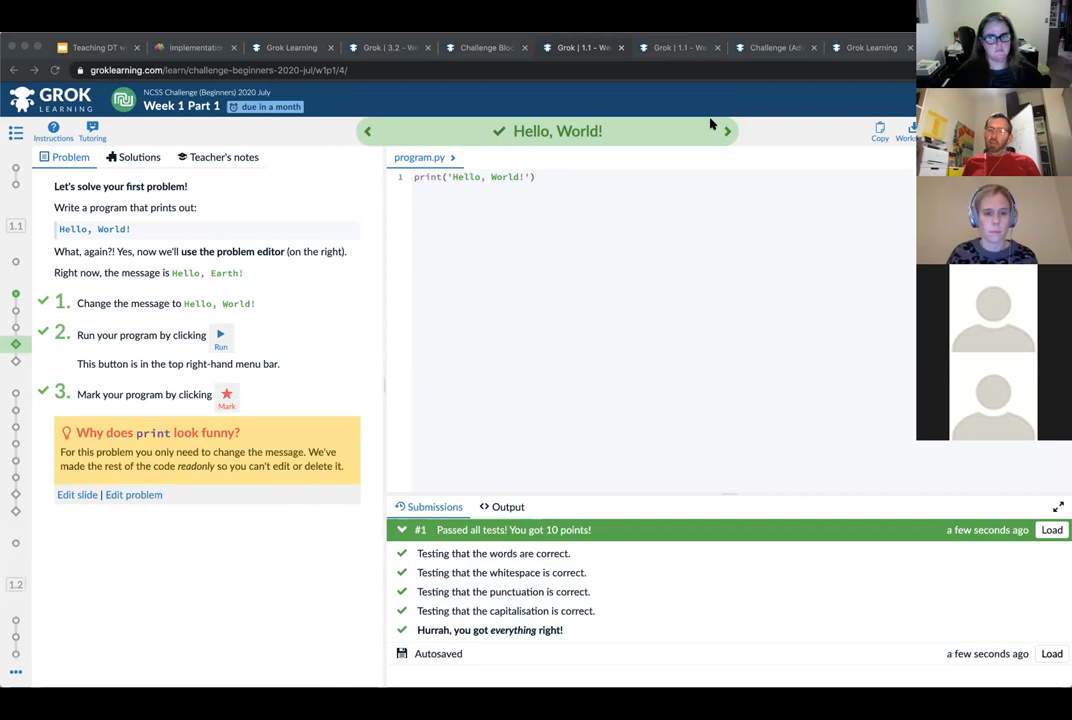 Teaching DT w
Implementatio
Grok Learning
Grok | 3.2 - We
Challenge Bloc
Grok | 1.1 - We
Grok | 1.1 - We
Challenge (Adv
Grok Learning
groklearning.com/learn/challenge-beginners-2020-jul/w1p1/4/
GROK
LEARNING
NCSS Challenge (Beginners) 2020 July
Week 1 Part 1
due in a month
Instructions
Tutoring
Hello, World!
Copy
Works
Problem
Solutions
Teacher's notes
program.py
1 print('Hello, World!')
Let's solve your first problem!
Write a program that prints out:
1.1
Hello, World!
What, again?! Yes, now we'll use the problem editor (on the right).
Right now, the message is Hello, Earth!
1. Change the message to Hello, World!
2. Run your program by clicking
Run
This button is in the top right-hand menu bar.
3. Mark your program by clicking
Mark
Why does print look funny?
For this problem you only need to change the message. We've
made the rest of the code readonly so you can't edit or delete it.
Edit slide | Edit problem
1.2
Submissions
Output
#1 Passed all tests! You got 10 points!
a few seconds ago
Load
Testing that the words are correct.
Testing that the whitespace is correct.
Testing that the punctuation is correct.
Testing that the capitalisation is correct.
Hurrah, you got everything right!
Autosaved
a few seconds ago
Load